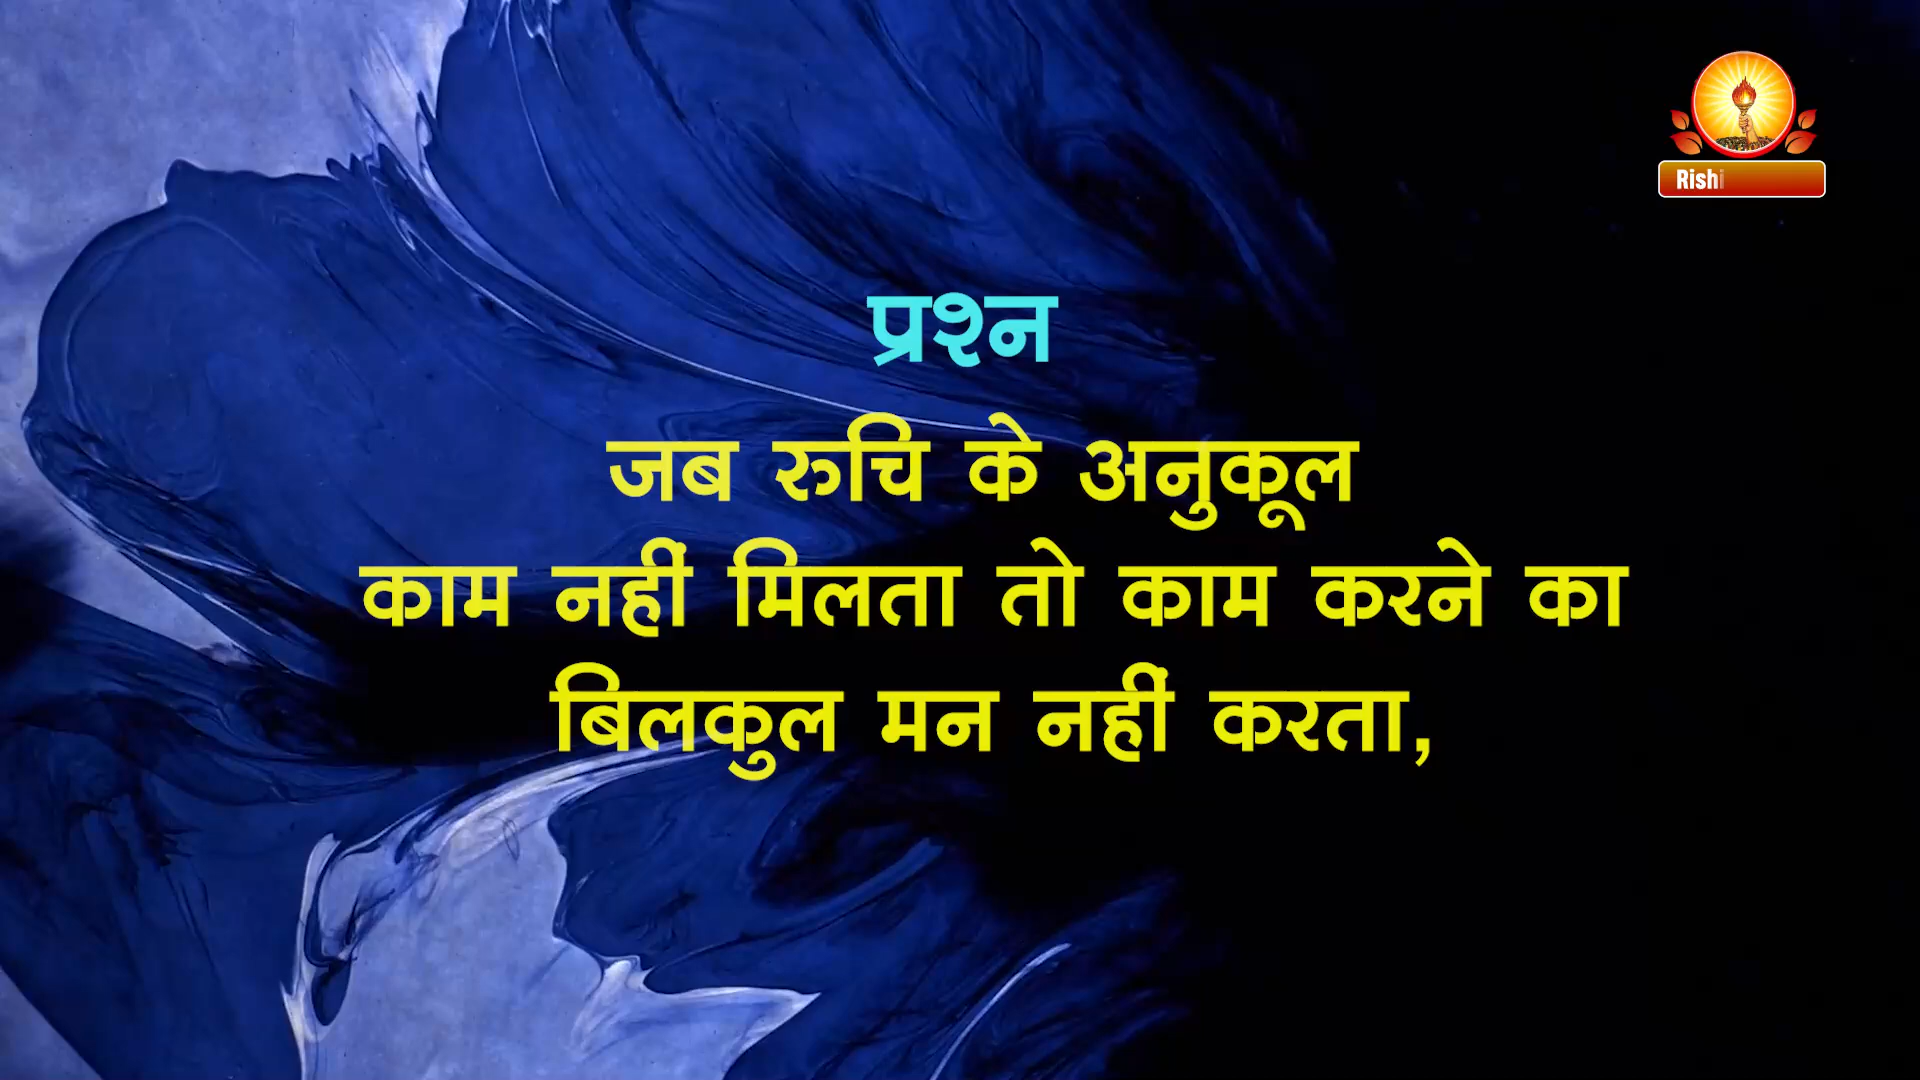 Rishi
प्रश्न
जब रुचि के अनुकूल
काम नहीं मिलता तो काम करने का
बिलकुल मन नहीं करता,